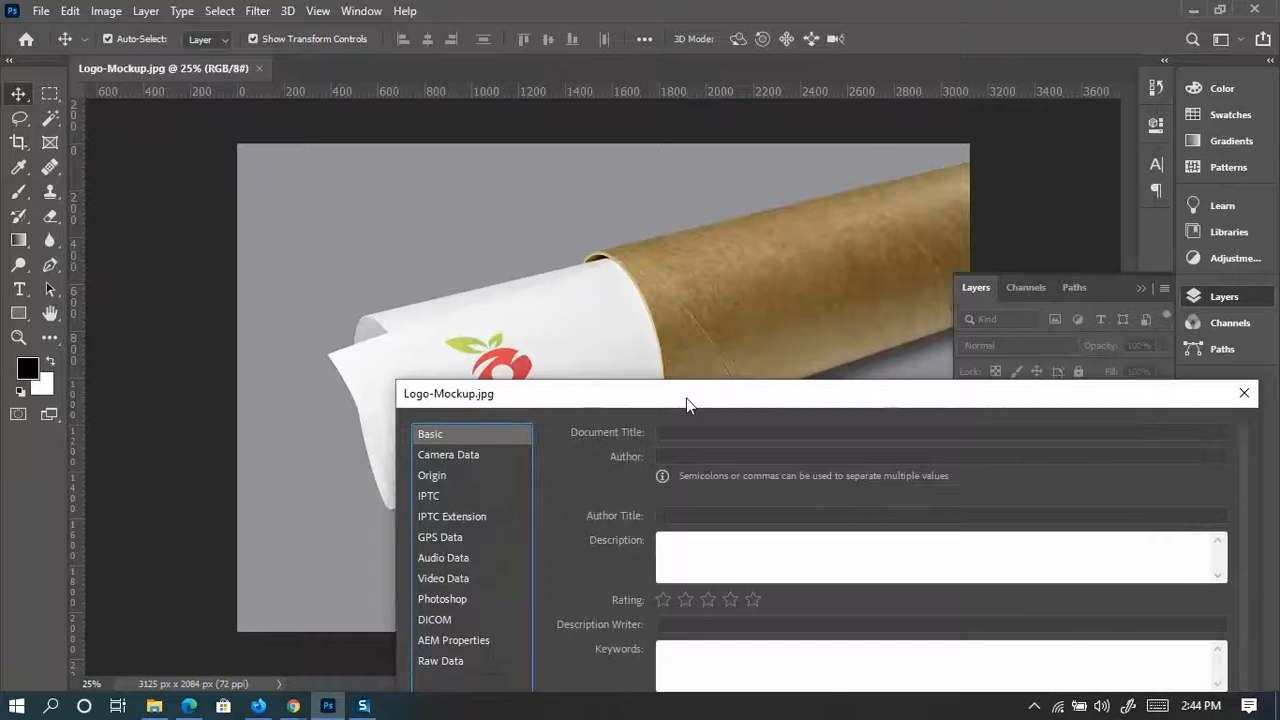 Ps File Edit Image Layer Type Select Filter 3D View Window Help
Auto-Select: Layer Show Transform Controls 3D Mode:
Logo-Mockup.jpg @ 25% (RGB/8#)
600 400 200 0 200 400 600 800 1000 1200 1400 1600 1800 2000 2200 2400 2600 2800 3000 3200 3400 3600
Color
Swatches
Gradients
Patterns
Learn
Libraries
Adjustme...
Layers
Channels
Paths
Layers Channels Paths
Kind
Normal Opacity: 100%
Lock: Fill: 100%
Logo-Mockup.jpg
Basic
Camera Data
Origin
IPTC
IPTC Extension
GPS Data
Audio Data
Video Data
Photoshop
DICOM
AEM Properties
Raw Data
Document Title:
Author:
Semicolons or commas can be used to separate multiple values
Author Title:
Description:
Rating:
Description Writer:
Keywords:
25% 3125 px x 2084 px (72 ppi)
Ps S 2:44 PM